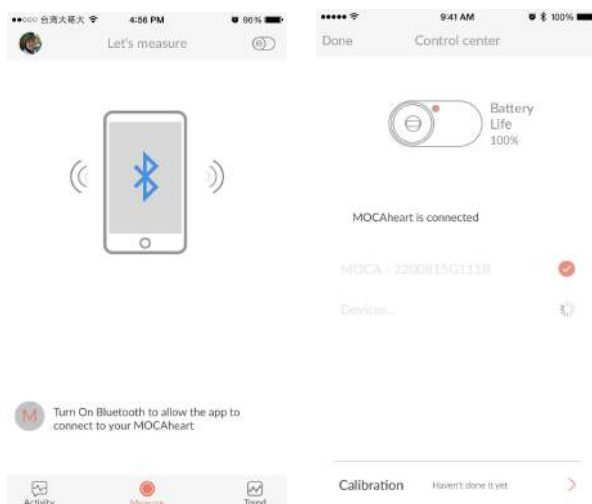 台湾大哥大 4:56 PM 96%
Let's measure
M
Turn On Bluetooth to allow the app to
connect to your MOCAheart
Activity
Measure
Trend
9:41 AM 100%
Done Control center
Battery
Life
100%
MOCAheart is connected
MOCA - 2200815G111B
Devices...
Calibration Haven't done it yet